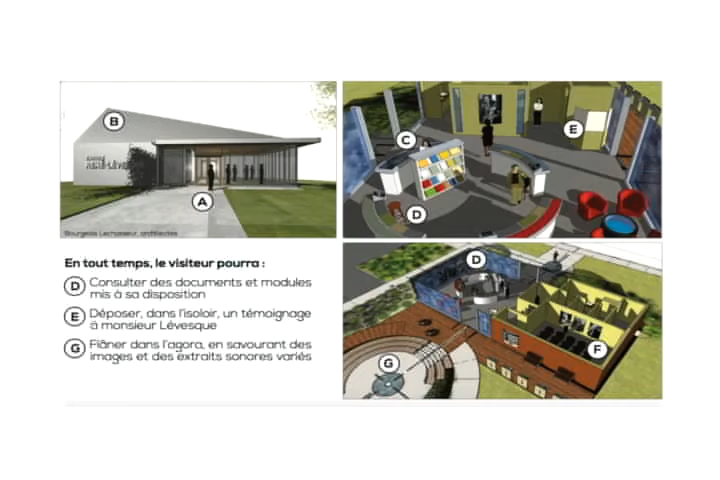 B
A
Bourgeois Lechasseur, architectes
C
E
D
En tout temps, le visiteur pourra :
D Consulter des documents et modules
mis à sa disposition
E Déposer, dans l'isoloir, un témoignage
à monsieur Lévesque
G Flâner dans l'agora, en savourant des
images et des extraits sonores variés
D
F
G